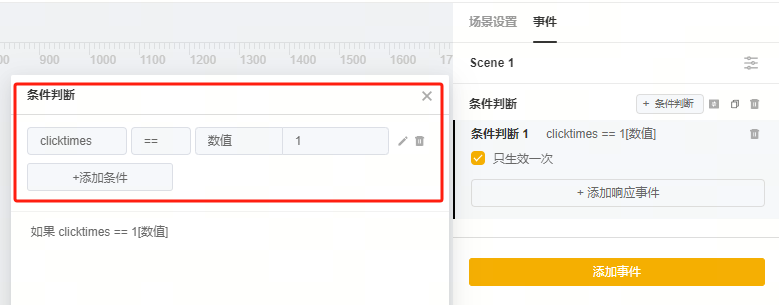 场景设置 事件
00 900 1000 1100 1200 1300 1400 1500 1600 17
Scene 1
条件判断
clicktimes == 数值 1
+添加条件
如果 clicktimes == 1[数值]
条件判断 + 条件判断
条件判断 1 clicktimes == 1[数值]
只生效一次
+ 添加响应事件
添加事件